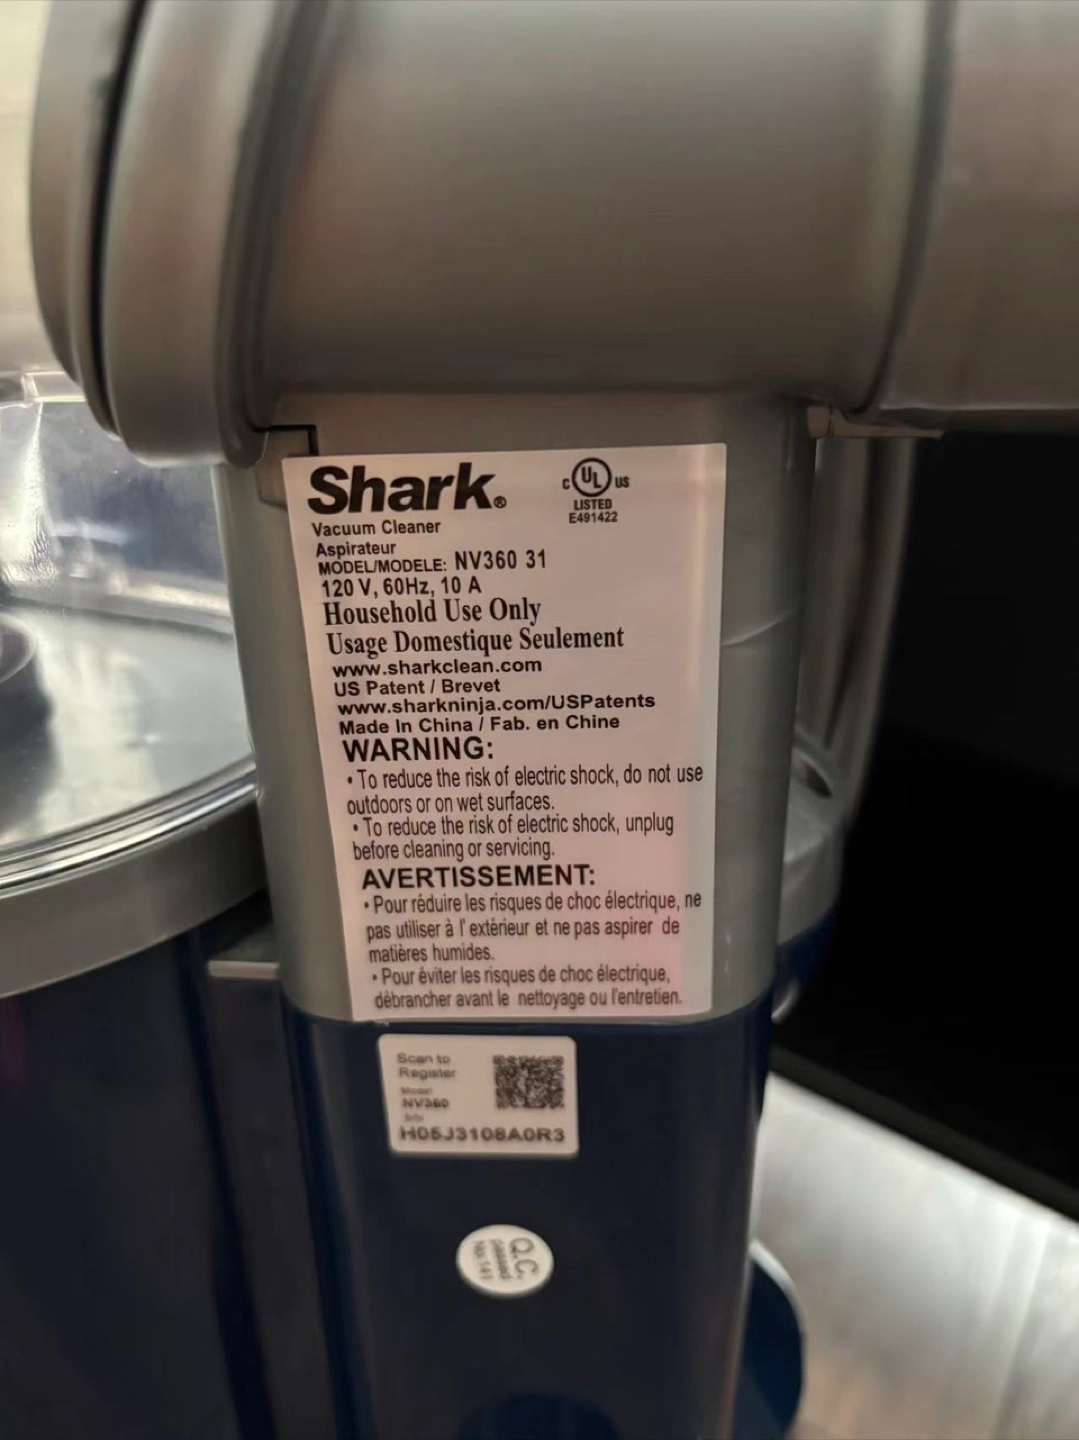 Shark®
C UL US
LISTED
E491422
Vacuum Cleaner
Aspirateur
MODEL/MODELE: NV360 31
120 V, 60Hz, 10 A
Household Use Only
Usage Domestique Seulement
www.sharkclean.com
US Patent / Brevet
www.sharkninja.com/USPatents
Made In China / Fab. en Chine
WARNING:
• To reduce the risk of electric shock, do not use
outdoors or on wet surfaces.
• To reduce the risk of electric shock, unplug
before cleaning or servicing.
AVERTISSEMENT:
• Pour réduire les risques de choc électrique, ne
pas utiliser à l' extérieur et ne pas aspirer de
matières humides.
• Pour éviter les risques de choc électrique,
débrancher avant le nettoyage ou l'entretien.
Scan to
Register
Model
NV360
H05J3108A0R3
Q.C.
passed
No:141